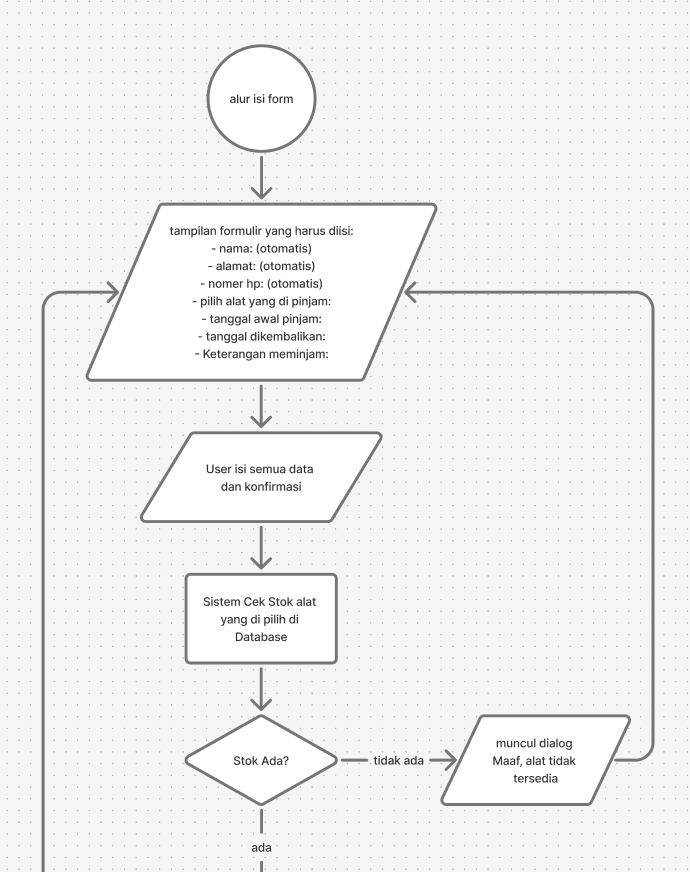 alur isi form
tampilan formulir yang harus diisi:
- nama: (otomatis)
- alamat: (otomatis)
- nomer hp: (otomatis)
- pilih alat yang di pinjam:
- tanggal awal pinjam:
- tanggal dikembalikan:
- Keterangan meminjam:
User isi semua data
dan konfirmasi
Sistem Cek Stok alat
yang di pilih di
Database
Stok Ada?
tidak ada
muncul dialog
Maaf, alat tidak
tersedia
ada